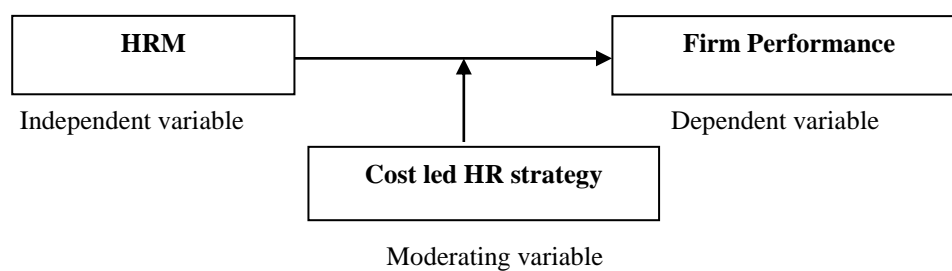 HRM
Firm Performance
Independent variable
Dependent variable
Cost led HR strategy
Moderating variable